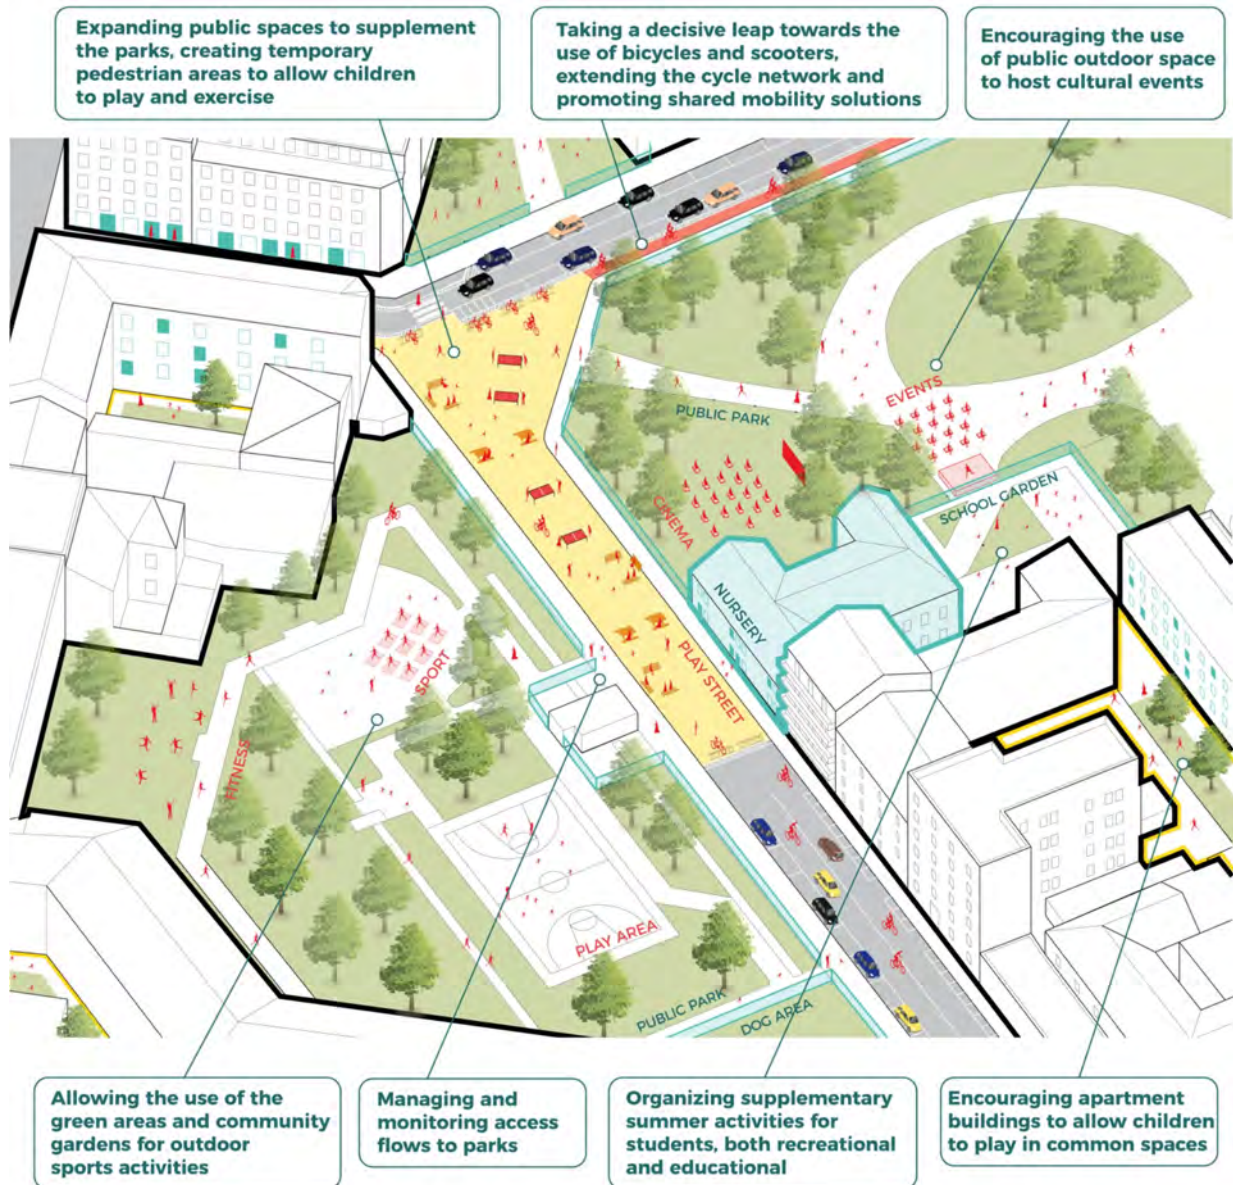 Expanding public spaces to supplement
the parks, creating temporary
pedestrian areas to allow children
to play and exercise
Taking a decisive leap towards the
use of bicycles and scooters,
extending the cycle network and
promoting shared mobility solutions
Encouraging the use
of public outdoor space
to host cultural events
EVENTS
PUBLIC PARK
CINEMA
SCHOOL GARDEN
NURSERY
PLAY STREET
SPORT
FITNESS
PLAY AREA
PUBLIC PARK
DOG AREA
Allowing the use of the
green areas and community
gardens for outdoor
sports activities
Managing and
monitoring access
flows to parks
Organizing supplementary
summer activities for
students, both recreational
and educational
Encouraging apartment
buildings to allow children
to play in common spaces